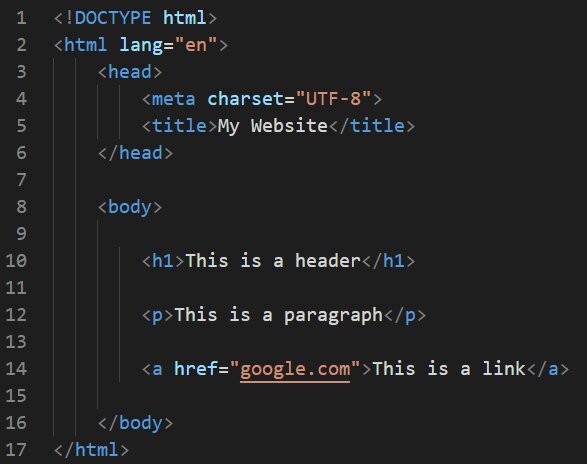 1 <!DOCTYPE html>
2 <html lang="en">
3     <head>
4         <meta charset="UTF-8">
5         <title>My Website</title>
6     </head>
7
8     <body>
9
10         <h1>This is a header</h1>
11
12         <p>This is a paragraph</p>
13
14         <a href="google.com">This is a link</a>
15
16     </body>
17 </html>